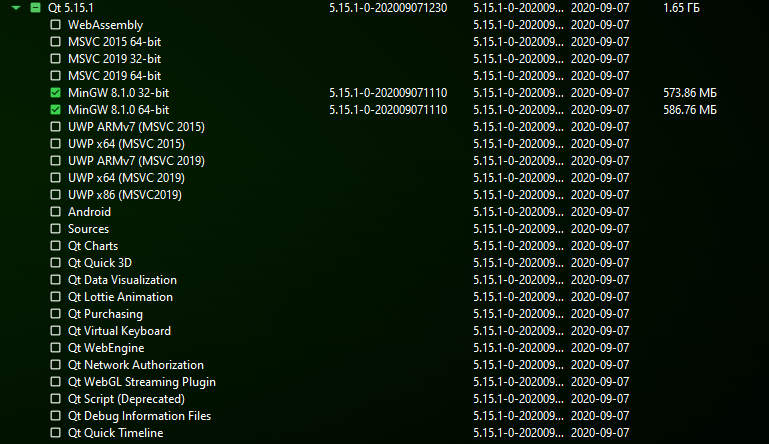 Qt 5.15.1 5.15.1-0-202009071230 5.15.1-0-202009... 2020-09-07 1.65 ГБ
WebAssembly 5.15.1-0-202009... 2020-09-07
MSVC 2015 64-bit 5.15.1-0-202009... 2020-09-07
MSVC 2019 32-bit 5.15.1-0-202009... 2020-09-07
MSVC 2019 64-bit 5.15.1-0-202009... 2020-09-07
MinGW 8.1.0 32-bit 5.15.1-0-202009071110 5.15.1-0-202009... 2020-09-07 573.86 МБ
MinGW 8.1.0 64-bit 5.15.1-0-202009071110 5.15.1-0-202009... 2020-09-07 586.76 МБ
UWP ARMv7 (MSVC 2015) 5.15.1-0-202009... 2020-09-07
UWP x64 (MSVC 2015) 5.15.1-0-202009... 2020-09-07
UWP ARMv7 (MSVC 2019) 5.15.1-0-202009... 2020-09-07
UWP x64 (MSVC 2019) 5.15.1-0-202009... 2020-09-07
UWP x86 (MSVC2019) 5.15.1-0-202009... 2020-09-07
Android 5.15.1-0-202009... 2020-09-07
Sources 5.15.1-0-202009... 2020-09-07
Qt Charts 5.15.1-0-202009... 2020-09-07
Qt Quick 3D 5.15.1-0-202009... 2020-09-07
Qt Data Visualization 5.15.1-0-202009... 2020-09-07
Qt Lottie Animation 5.15.1-0-202009... 2020-09-07
Qt Purchasing 5.15.1-0-202009... 2020-09-07
Qt Virtual Keyboard 5.15.1-0-202009... 2020-09-07
Qt WebEngine 5.15.1-0-202009... 2020-09-07
Qt Network Authorization 5.15.1-0-202009... 2020-09-07
Qt WebGL Streaming Plugin 5.15.1-0-202009... 2020-09-07
Qt Script (Deprecated) 5.15.1-0-202009... 2020-09-07
Qt Debug Information Files 5.15.1-0-202009... 2020-09-07
Qt Quick Timeline 5.15.1-0-202009... 2020-09-07